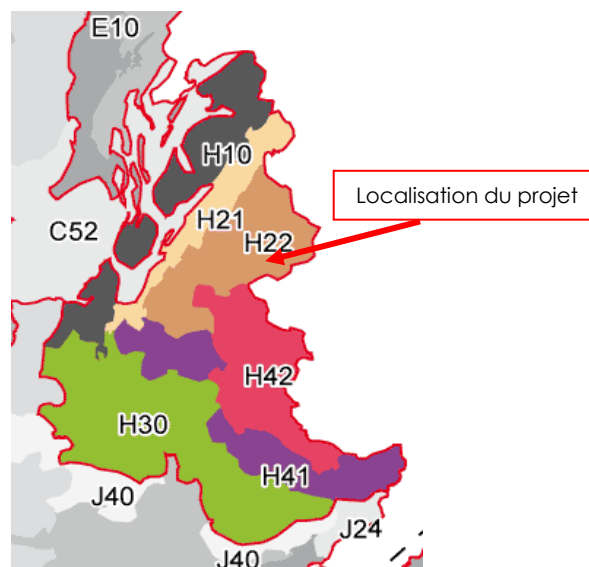 E10
H10
Localisation du projet
H21
C52
H22
H42
H30
H41
J40
J24
J40